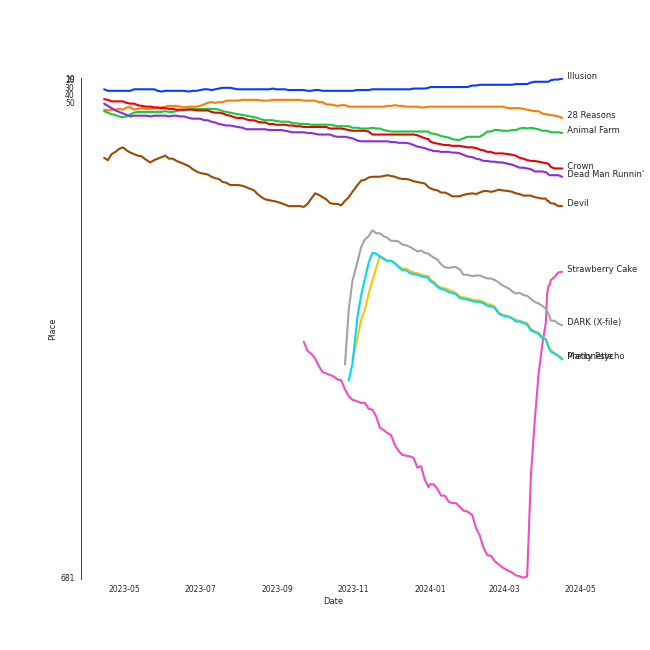 10
20
30
40
50
681
Place
Illusion
28 Reasons
Animal Farm
Crown
Dead Man Runnin'
Devil
Strawberry Cake
DARK (X-file)
Psycho
2023-05
2023-07
2023-09
2023-11
2024-01
2024-03
2024-05
Date